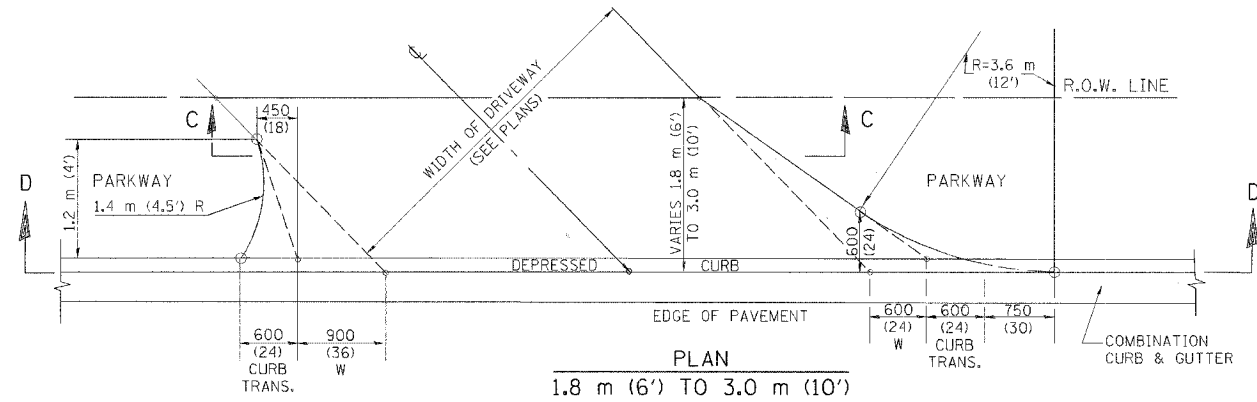 R=3.6 m
(12')
R.O.W. LINE
℄
WIDTH OF DRIVEWAY
(SEE PLANS)
450
(18)
C
C
1.2 m (4')
PARKWAY
1.4 m (4.5') R
VARIES 1.8 m (6')
TO 3.0 m (10')
PARKWAY
D
D
600
(24)
DEPRESSED CURB
EDGE OF PAVEMENT
600
(24)
CURB
TRANS.
900
(36)
W
600
(24)
W
600
(24)
CURB
TRANS.
750
(30)
COMBINATION
CURB & GUTTER
PLAN
1.8 m (6') TO 3.0 m (10')